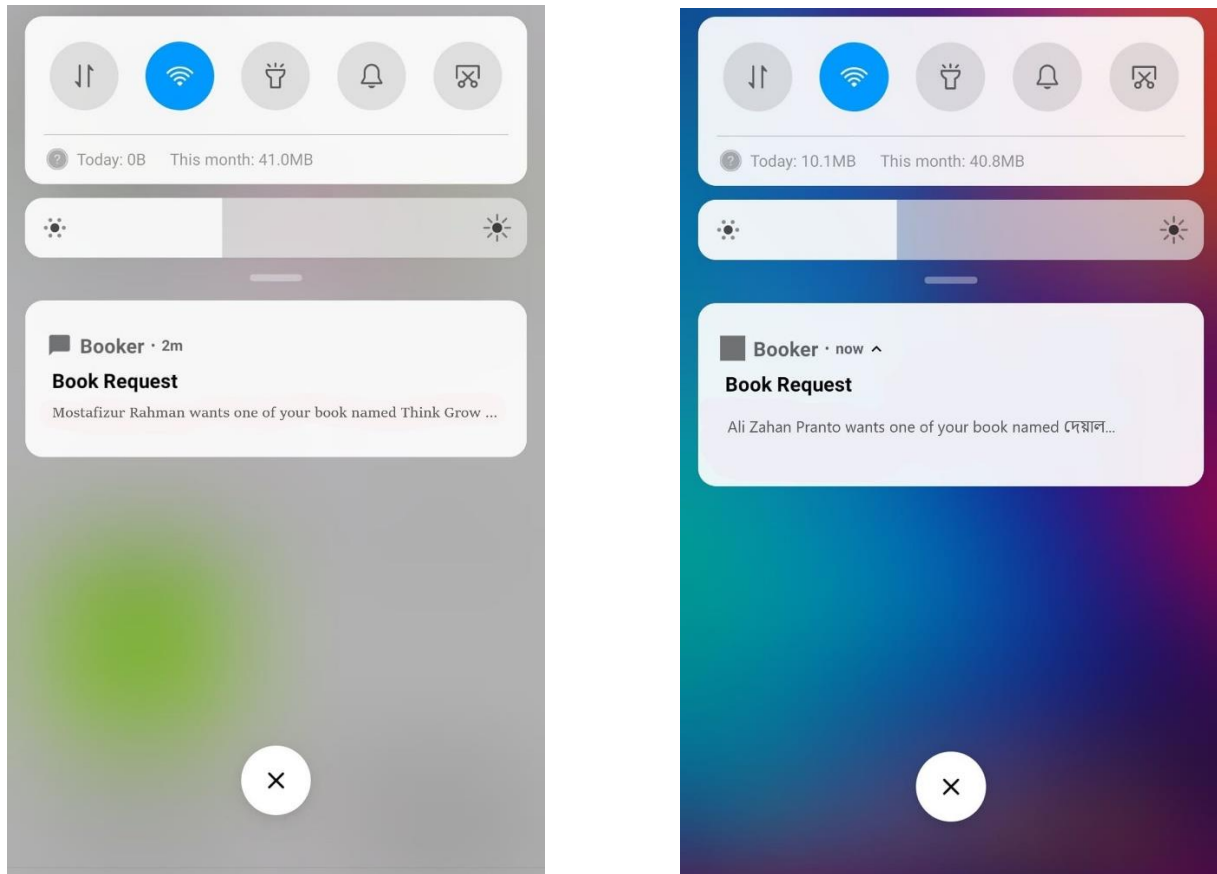 Today: 0B This month: 41.0MB
Booker · 2m
Book Request
Mostafizur Rahman wants one of your book named Think Grow ...
Today: 10.1MB This month: 40.8MB
Booker · now
Book Request
Ali Zahan Pranto wants one of your book named দেয়াল...